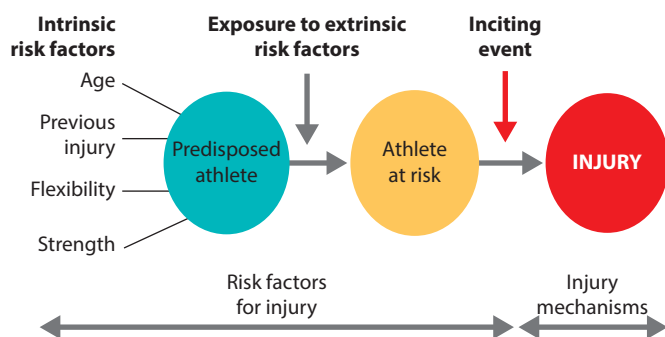 Intrinsic
risk factors
Exposure to extrinsic
risk factors
Inciting
event
Age
Previous
injury
Flexibility
Strength
Predisposed
athlete
Athlete
at risk
INJURY
Risk factors
for injury
Injury
mechanisms